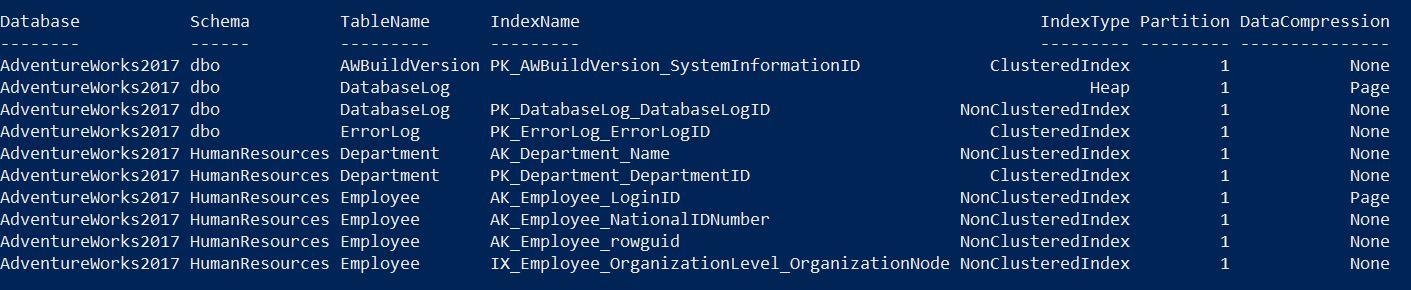 Database Schema TableName IndexName IndexType Partition DataCompression
-------- ------ --------- --------- --------- --------- ---------------
AdventureWorks2017 dbo AWBuildVersion PK_AWBuildVersion_SystemInformationID ClusteredIndex 1 None
AdventureWorks2017 dbo DatabaseLog Heap 1 Page
AdventureWorks2017 dbo DatabaseLog PK_DatabaseLog_DatabaseLogID NonClusteredIndex 1 None
AdventureWorks2017 dbo ErrorLog PK_ErrorLog_ErrorLogID ClusteredIndex 1 None
AdventureWorks2017 HumanResources Department AK_Department_Name NonClusteredIndex 1 None
AdventureWorks2017 HumanResources Department PK_Department_DepartmentID ClusteredIndex 1 None
AdventureWorks2017 HumanResources Employee AK_Employee_LoginID NonClusteredIndex 1 Page
AdventureWorks2017 HumanResources Employee AK_Employee_NationalIDNumber NonClusteredIndex 1 None
AdventureWorks2017 HumanResources Employee AK_Employee_rowguid NonClusteredIndex 1 None
AdventureWorks2017 HumanResources Employee IX_Employee_OrganizationLevel_OrganizationNode NonClusteredIndex 1 None